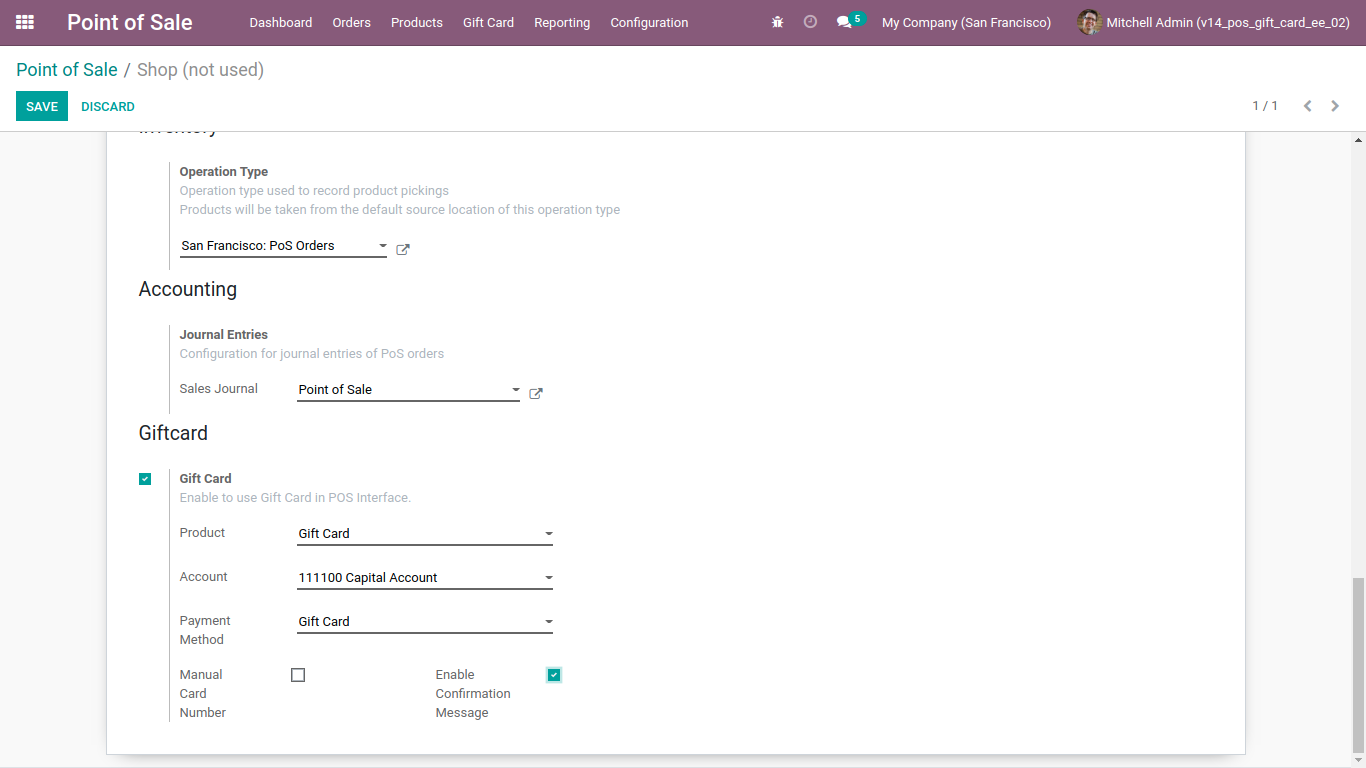 Point of Sale Dashboard Orders Products Gift Card Reporting Configuration 5 My Company (San Francisco) Mitchell Admin (v14_pos_gift_card_ee_02)
Point of Sale / Shop (not used)
SAVE DISCARD 1 / 1
Inventory
Operation Type
Operation type used to record product pickings
Products will be taken from the default source location of this operation type
San Francisco: PoS Orders
Accounting
Journal Entries
Configuration for journal entries of PoS orders
Sales Journal Point of Sale
Giftcard
Gift Card
Enable to use Gift Card in POS Interface.
Product Gift Card
Account 111100 Capital Account
Payment Method Gift Card
Manual Card Number
Enable Confirmation Message